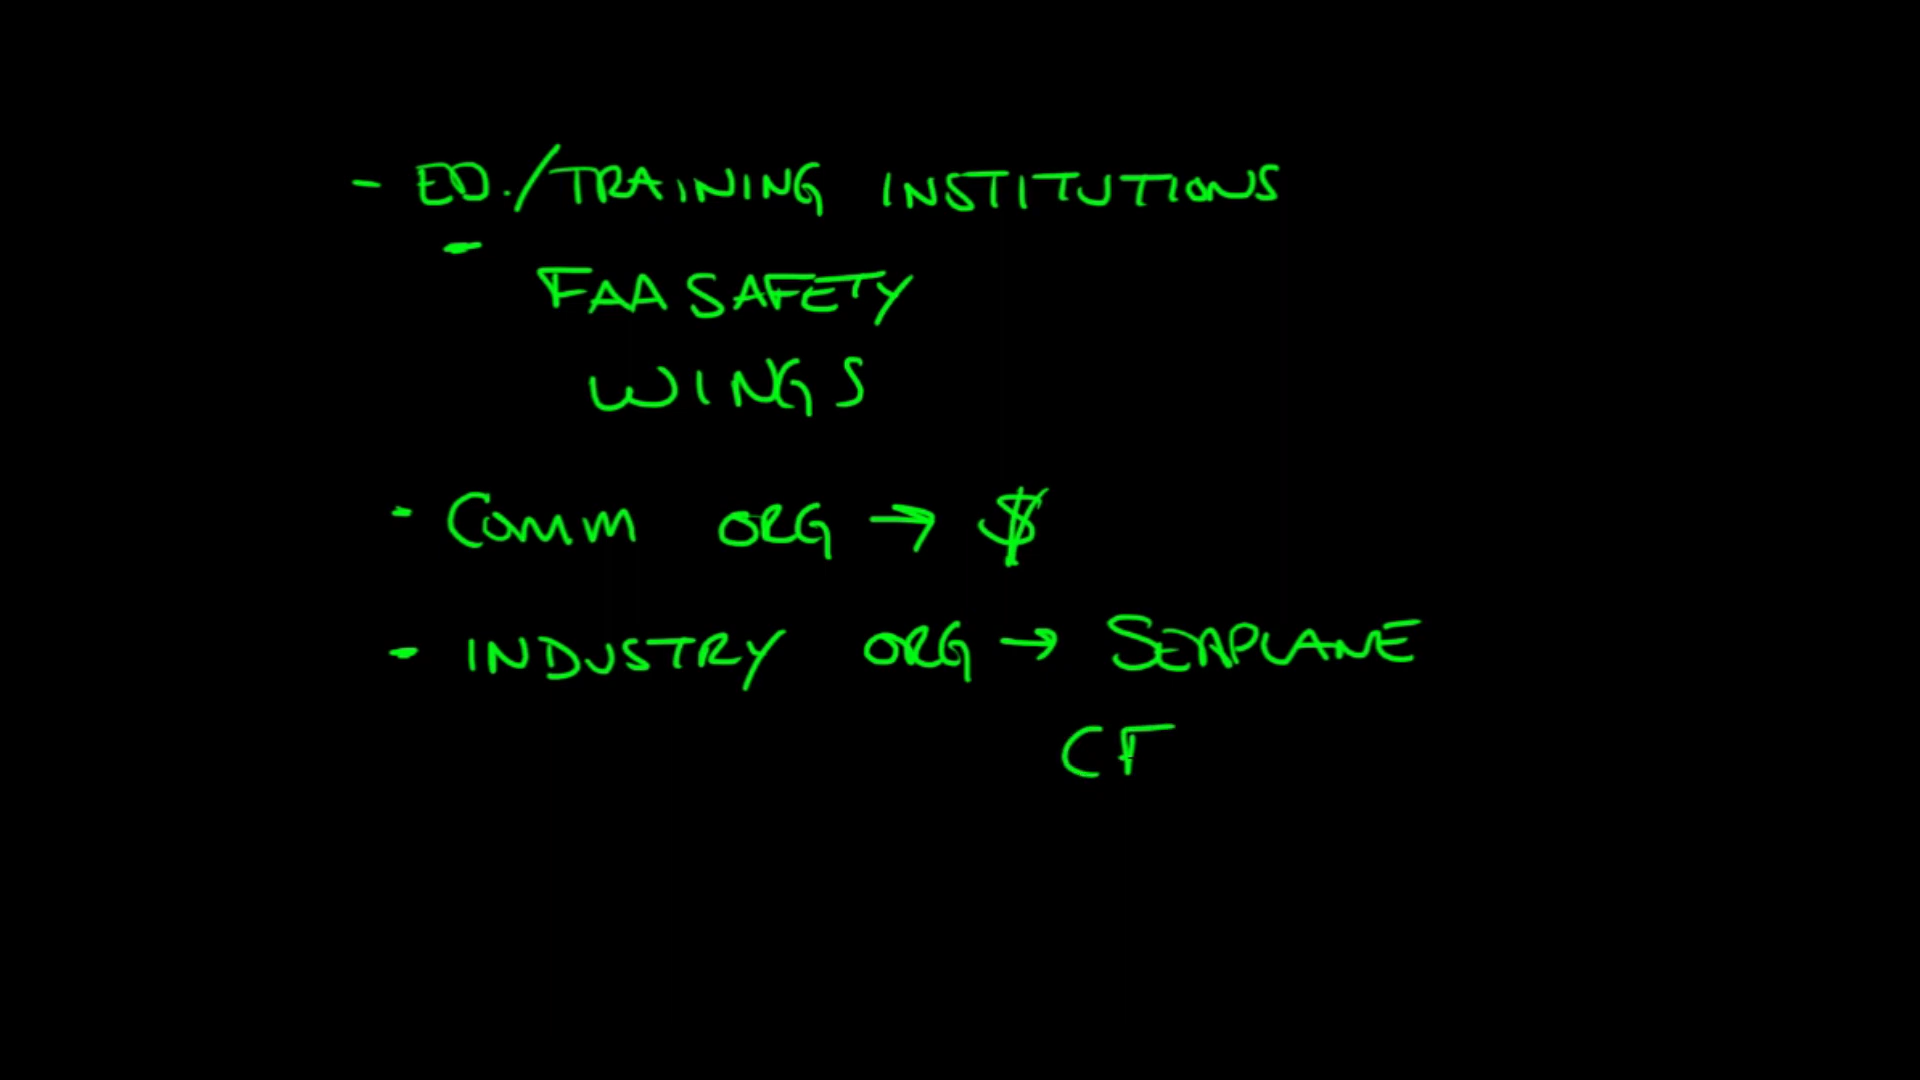 - ED./TRAINING INSTITUTIONS
- FAA SAFETY
WINGS
- Comm ORG → $
- INDUSTRY ORG → SEAPLANE
CF